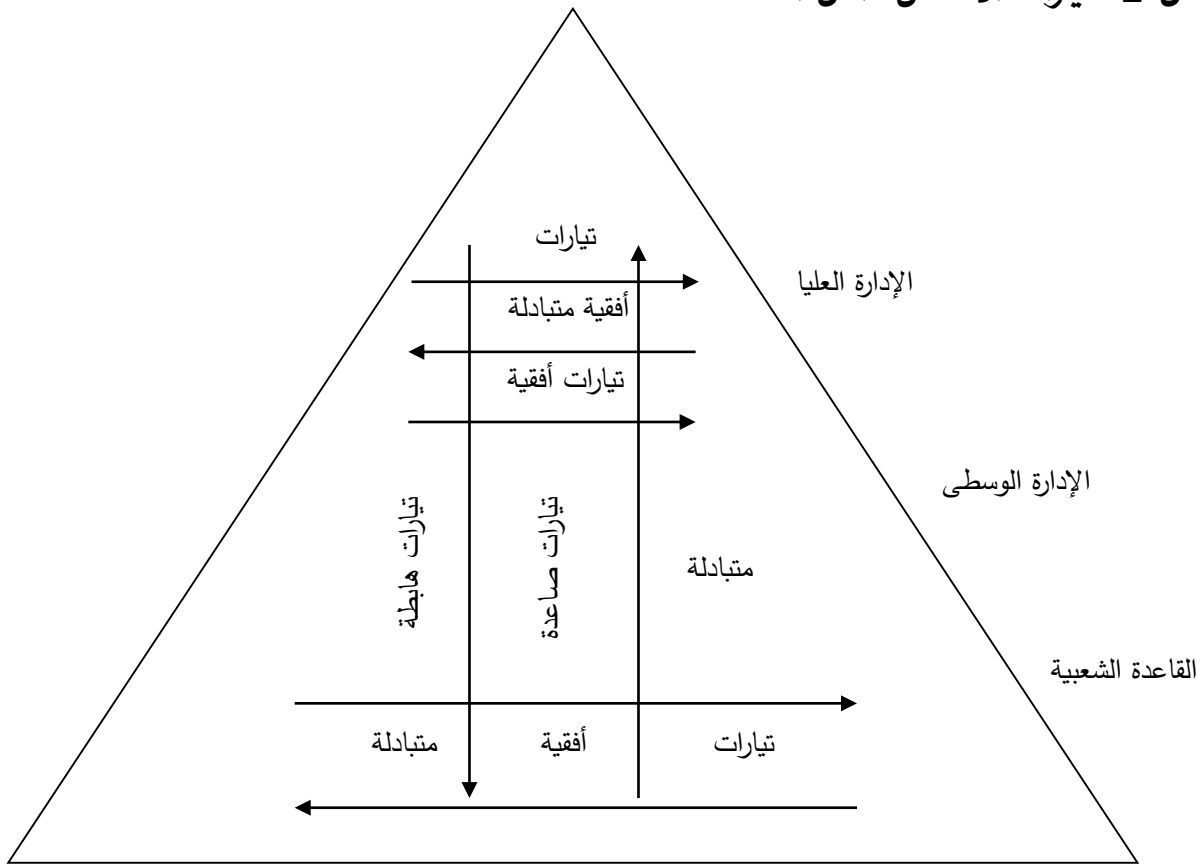 تيارات
الإدارة العليا
أفقية متبادلة
تيارات أفقية
الإدارة الوسطى
تيارات هابطة
تيارات صاعدة
متبادلة
القاعدة الشعبية
تيارات أفقية متبادلة